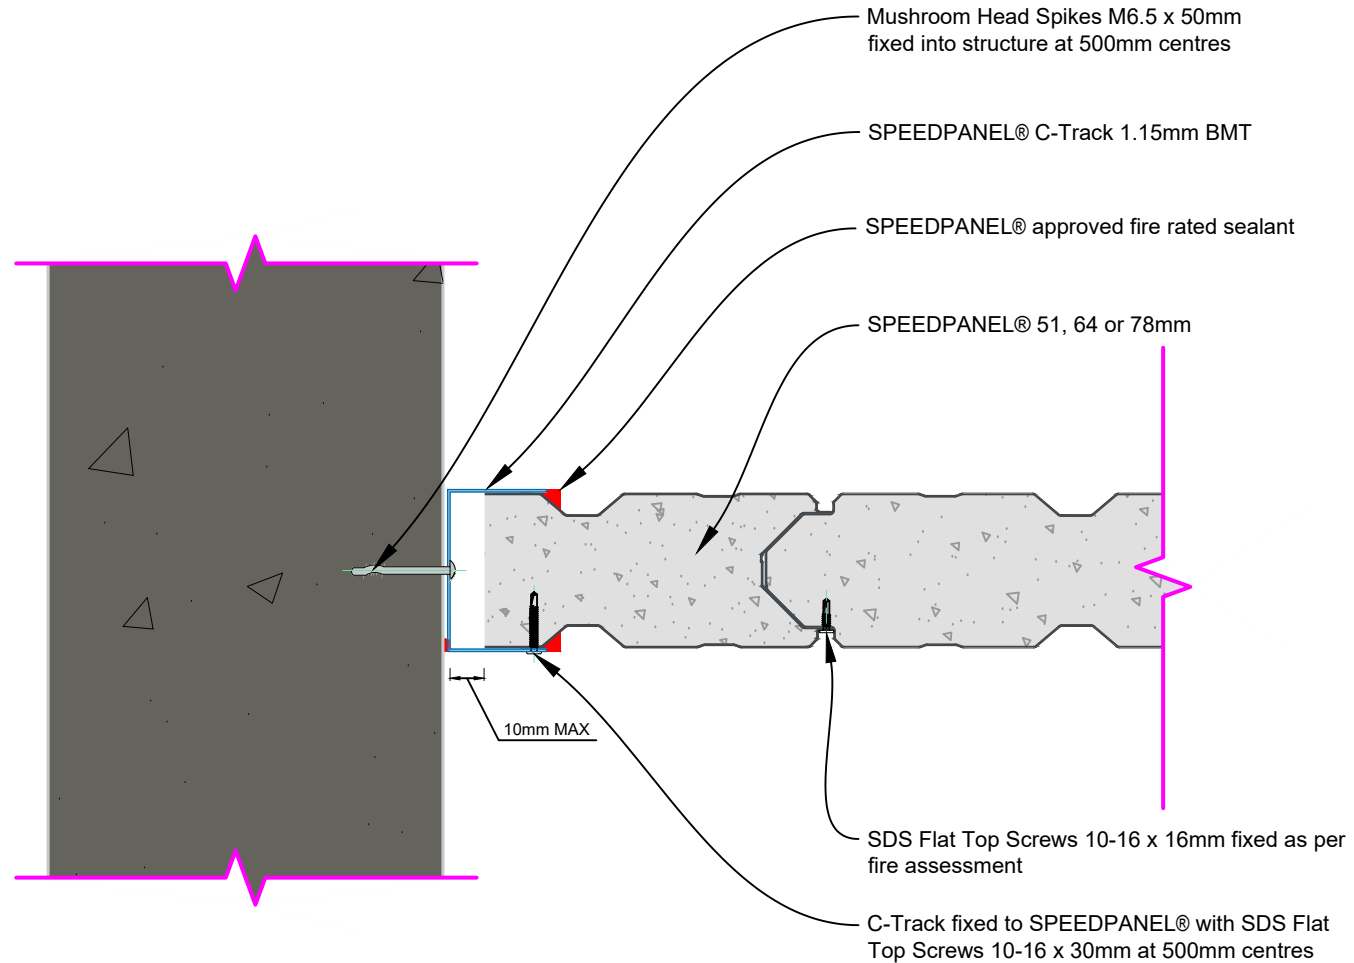 Mushroom Head Spikes M6.5 x 50mm
fixed into structure at 500mm centres
SPEEDPANEL® C-Track 1.15mm BMT
SPEEDPANEL® approved fire rated sealant
SPEEDPANEL® 51, 64 or 78mm
10mm MAX
SDS Flat Top Screws 10-16 x 16mm fixed as per
fire assessment
C-Track fixed to SPEEDPANEL® with SDS Flat
Top Screws 10-16 x 30mm at 500mm centres